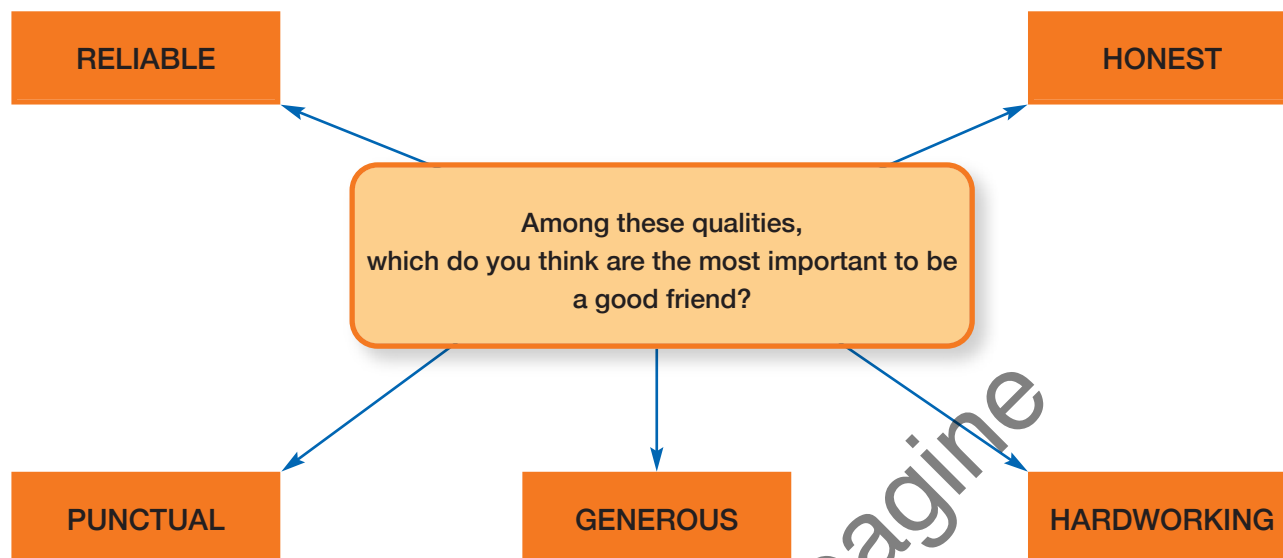 RELIABLE
HONEST
Among these qualities,
which do you think are the most important to be
a good friend?
PUNCTUAL
GENEROUS
HARDWORKING